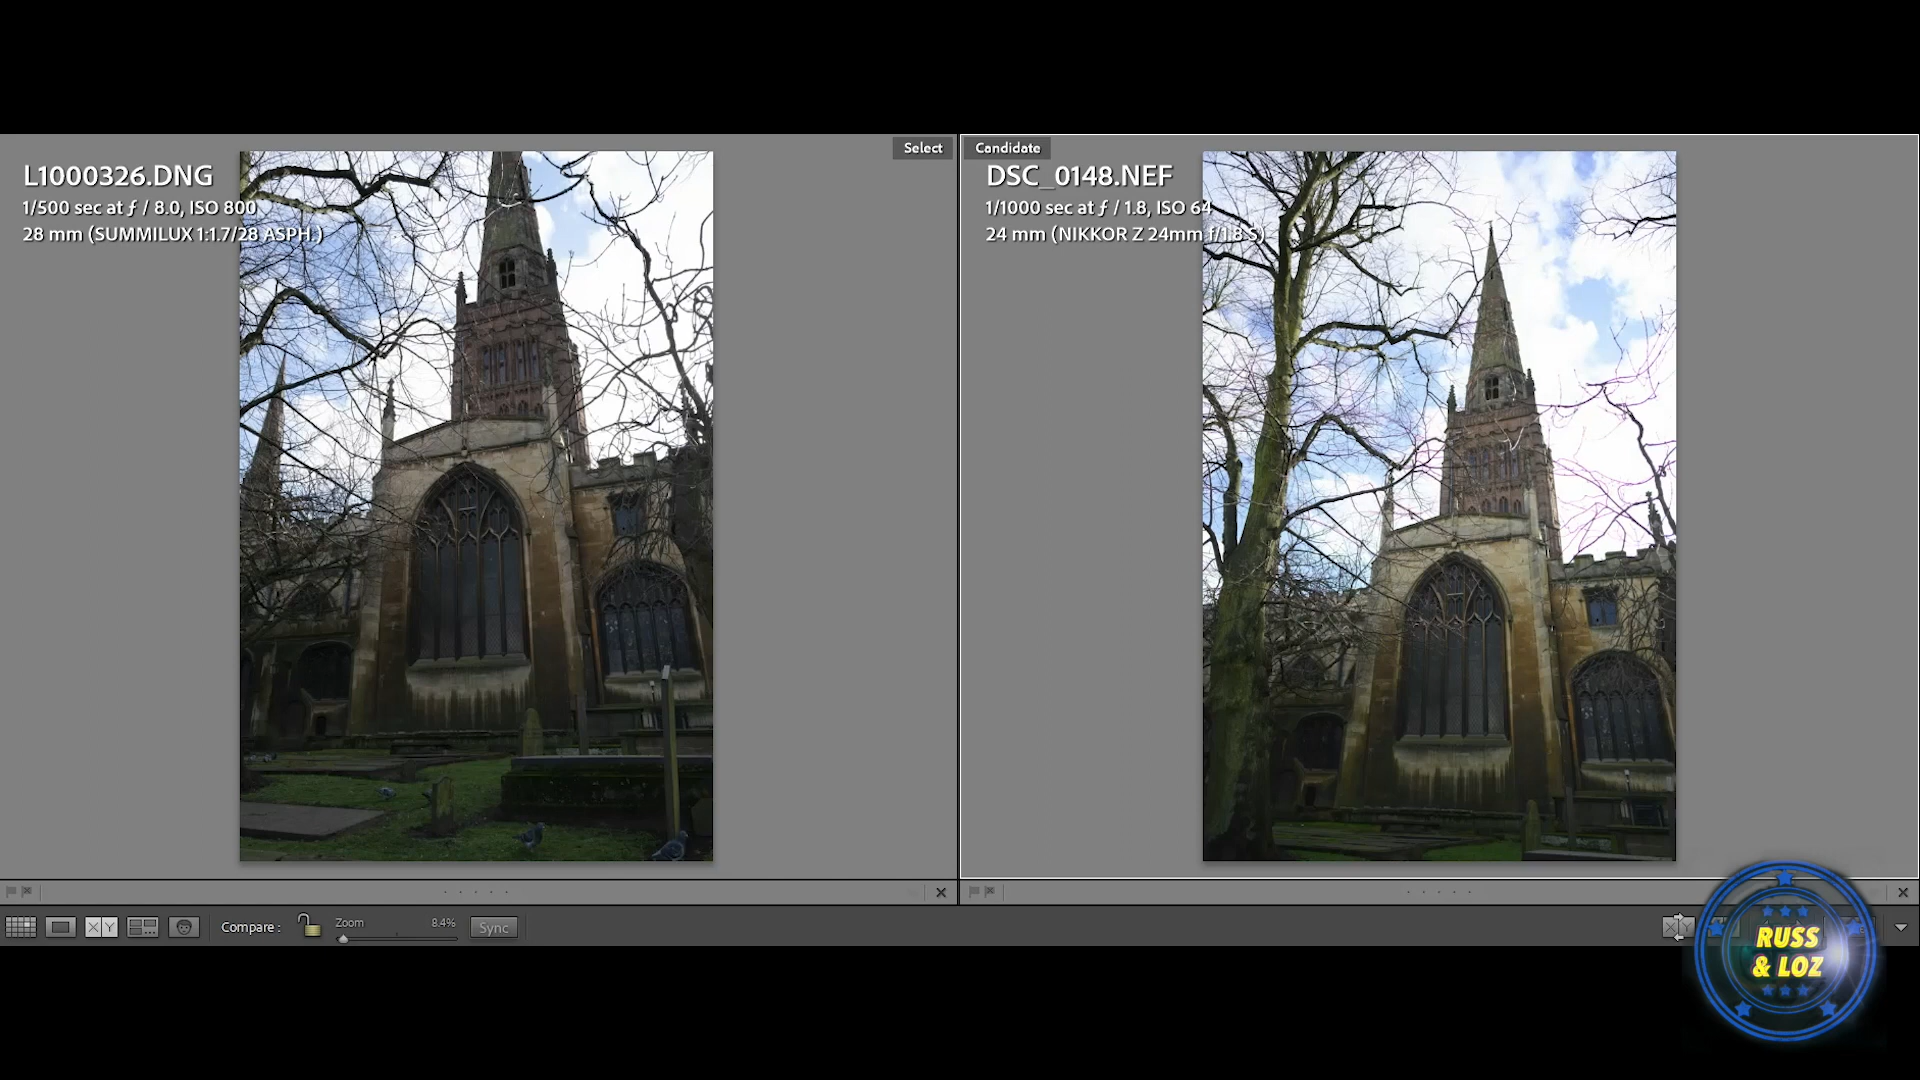 Select
L1000326.DNG
1/500 sec at ƒ / 8.0, ISO 800
28 mm (SUMMILUX 1:1.7/28 ASPH.)
Candidate
DSC_0148.NEF
1/1000 sec at ƒ / 1.8, ISO 64
24 mm (NIKKOR Z 24mm f/1.8 S)
XY
Compare :
Zoom
8.4%
Sync
XY
RUSS
& LOZ